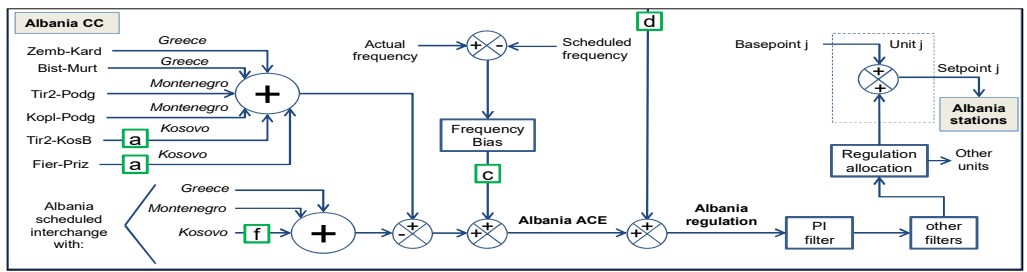 Albania CC
d
Zemb-Kard
Greece
Bist-Murt
Greece
Tir2-Podg
Montenegro
Kopl-Podg
Montenegro
Tir2-KosB
a
Kosovo
Fier-Priz
a
Kosovo
+
Actual
frequency
+ -
Scheduled
frequency
Frequency
Bias
c
Basepoint j
Unit j
+
+
Setpoint j
Albania
stations
Regulation
allocation
Other
units
Albania
scheduled
interchange
with:
Greece
Montenegro
Kosovo
f
+
+
-
+ +
Albania ACE
+ +
Albania
regulation
PI
filter
other
filters